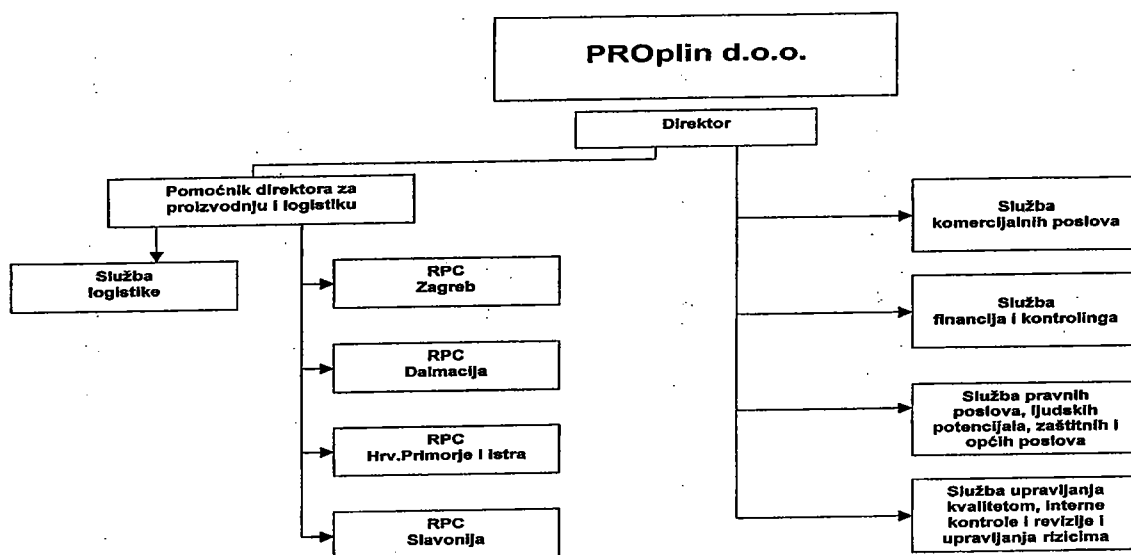 PROplin d.o.o.
Direktor
Pomoćnik direktora za
proizvodnju i logistiku
Služba
logistike
RPC
Zagreb
RPC
Dalmacija
RPC
Hrv.Primorje i Istra
RPC
Slavonija
Služba
komercijalnih poslova
Služba
financija i kontrolinga
Služba pravnih
poslova, ljudskih
potencijala, zaštitnih i
općih poslova
Služba upravljanja
kvalitetom, interne
kontrole i revizije i
upravljanja rizicima